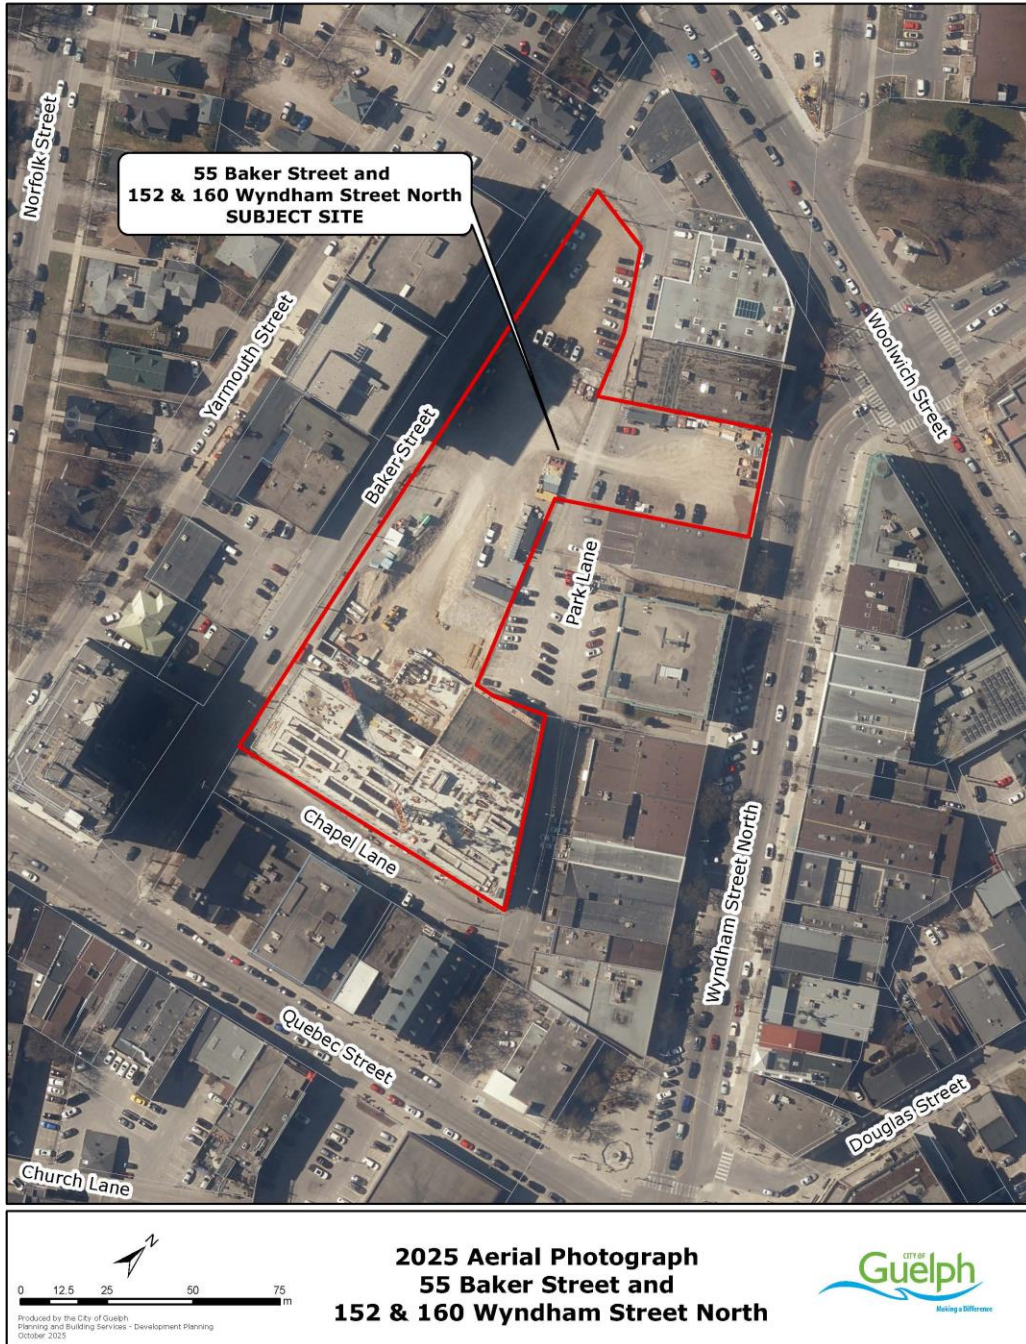 55 Baker Street and
152 & 160 Wyndham Street North
SUBJECT SITE
Norfolk Street
Yarmouth Street
Baker Street
Woolwich Street
Park Lane
Chapel Lane
Wyndham Street North
Quebec Street
Douglas Street
Church Lane
N
0 12.5 25 50 75
m
Produced by the City of Guelph
Planning and Building Services - Development Planning
October 2025
2025 Aerial Photograph
55 Baker Street and
152 & 160 Wyndham Street North
CITY OF
Guelph
Making a Difference